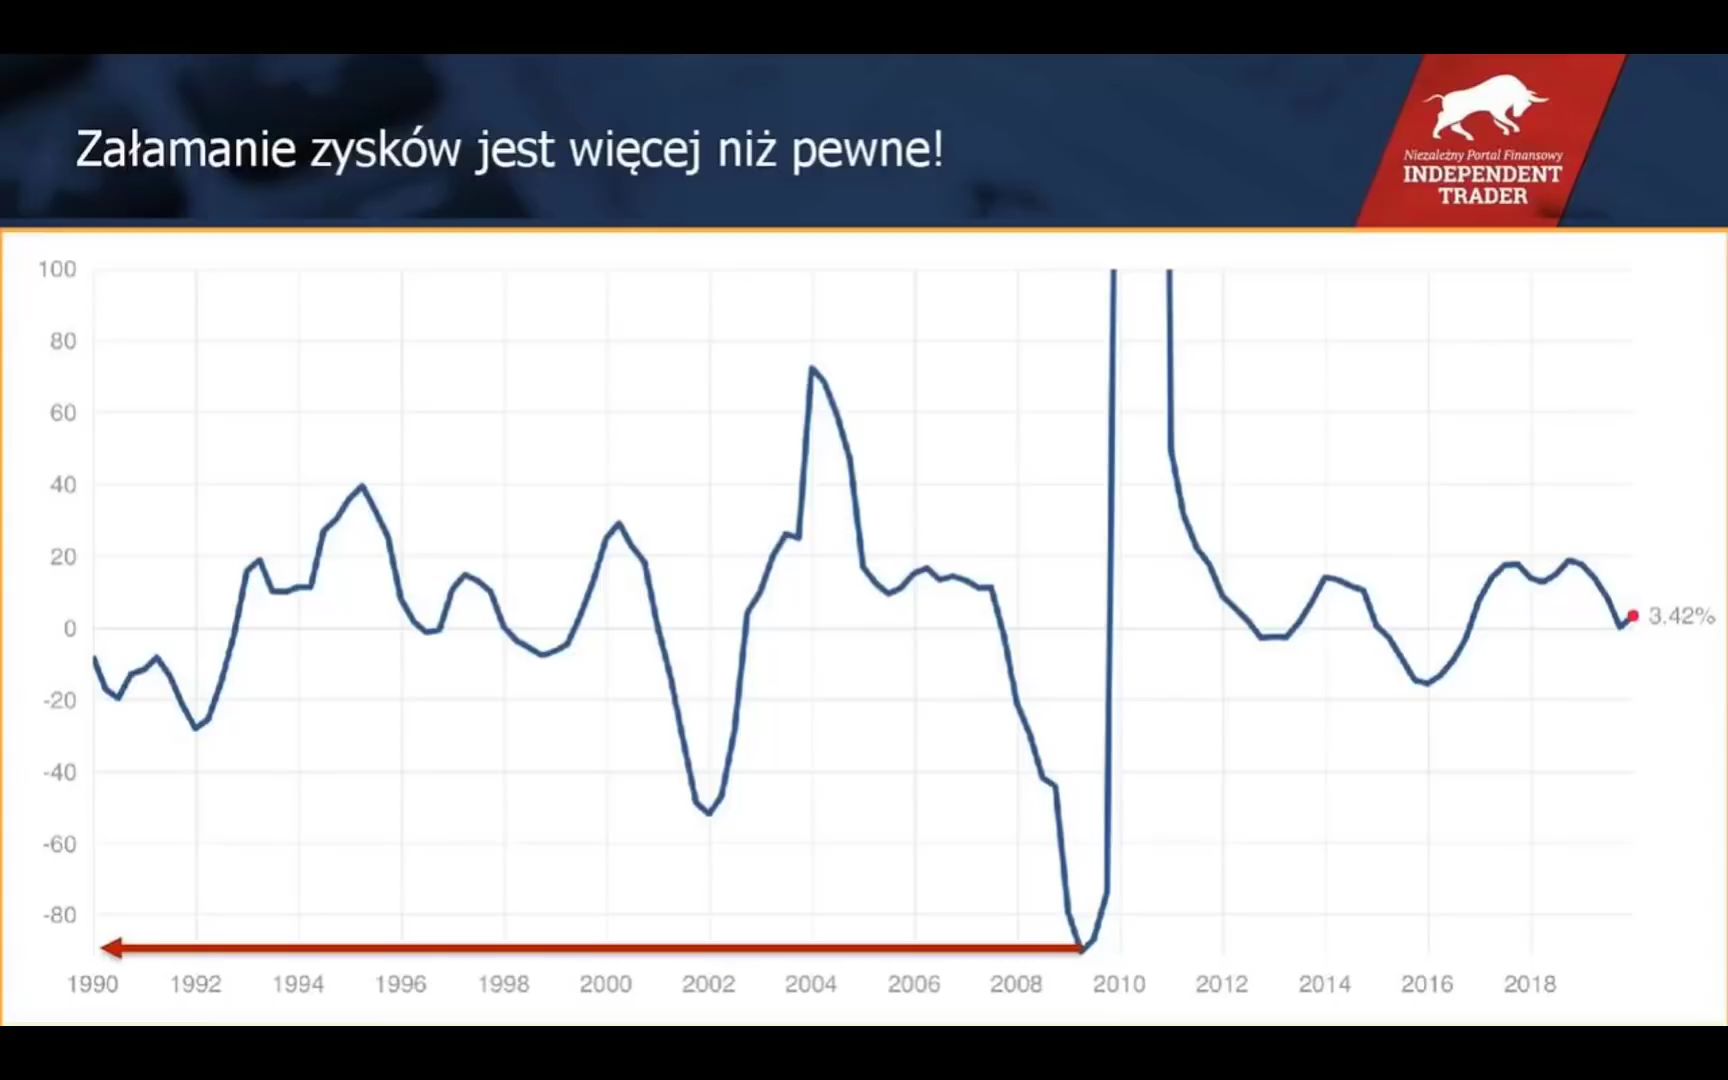 Załamanie zysków jest więcej niż pewne!
Niezależny Portal Finansowy
INDEPENDENT
TRADER
100
80
60
40
20
0
-20
-40
-60
-80
3.42%
1990 1992 1994 1996 1998 2000 2002 2004 2006 2008 2010 2012 2014 2016 2018